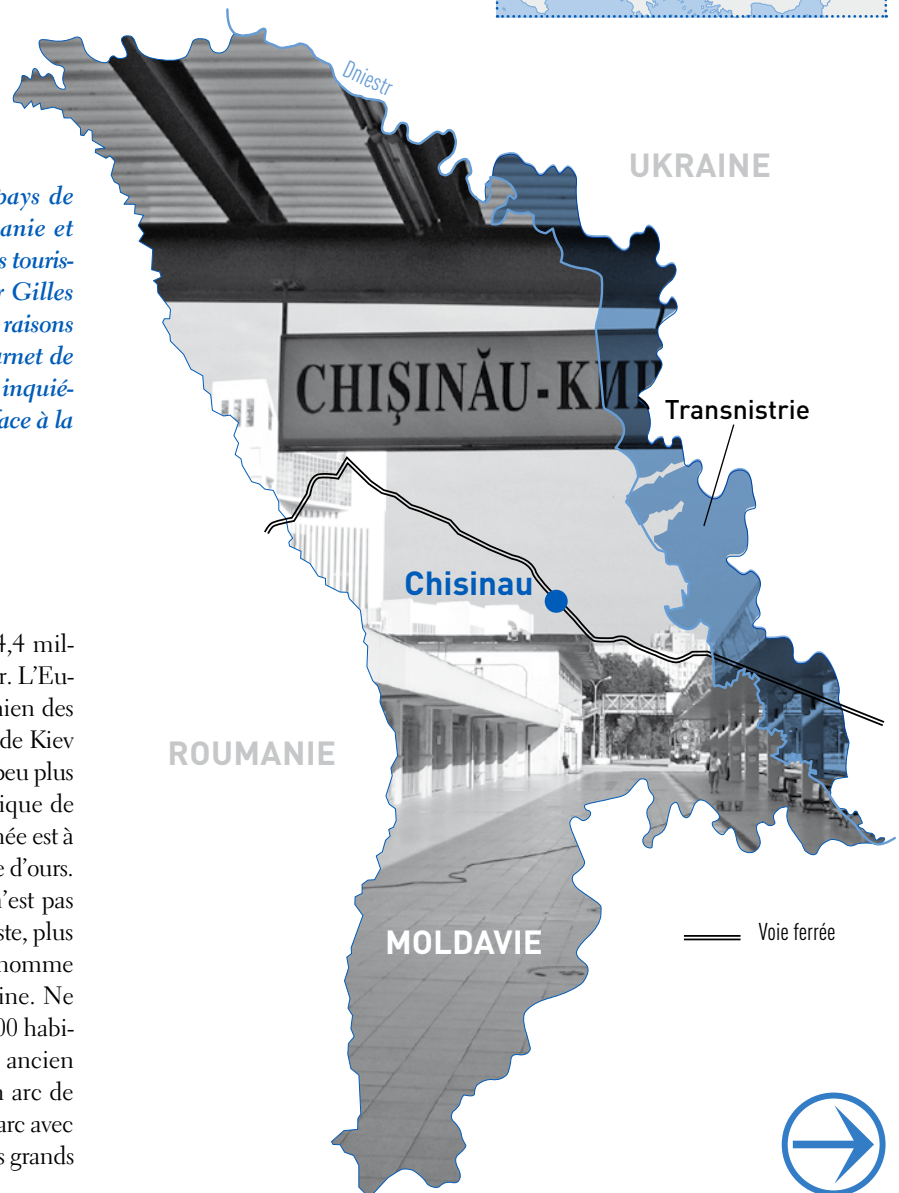 Dniestr
UKRAINE
pays de
anie et
s touris-
r Gilles
raisons
rnet de
inquié-
face à la
CHIȘINĂU-КИ
Transnistrie
Chisinau
4,4 mil-
r. L'Eu-
nien des
de Kiev
peu plus
ique de
née est à
e d'ours.
n'est pas
ste, plus
homme
ine. Ne
00 habi-
ancien
n arc de
arc avec
s grands
ROUMANIE
MOLDAVIE
Voie ferrée